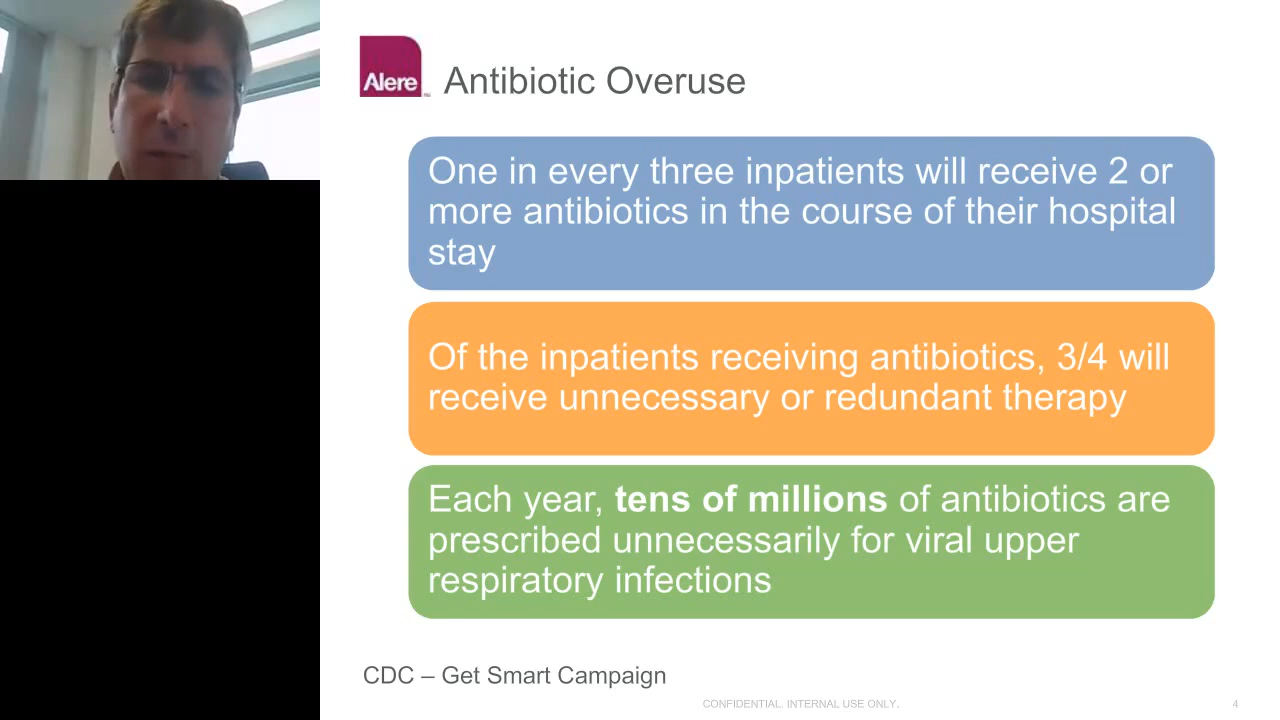 Alere
Antibiotic Overuse
One in every three inpatients will receive 2 or
more antibiotics in the course of their hospital
stay
Of the inpatients receiving antibiotics, 3/4 will
receive unnecessary or redundant therapy
Each year, tens of millions of antibiotics are
prescribed unnecessarily for viral upper
respiratory infections
CDC – Get Smart Campaign
CONFIDENTIAL. INTERNAL USE ONLY.
4